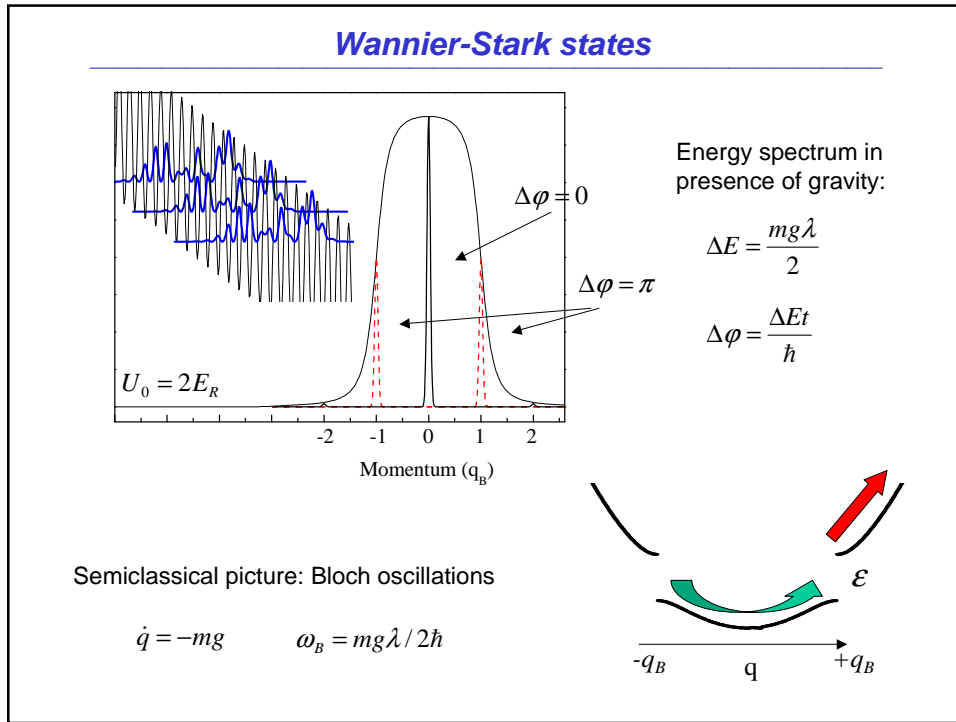 Wannier-Stark states
Energy spectrum in
presence of gravity:
ΔE = mgλ / 2
Δφ = ΔEt / ℏ
Δφ = 0
Δφ = π
U₀ = 2E_R
-2 -1 0 1 2
Momentum (q_B)
Semiclassical picture: Bloch oscillations
q̇ = −mg ω_B = mgλ / 2ℏ
ε
-q_B q +q_B